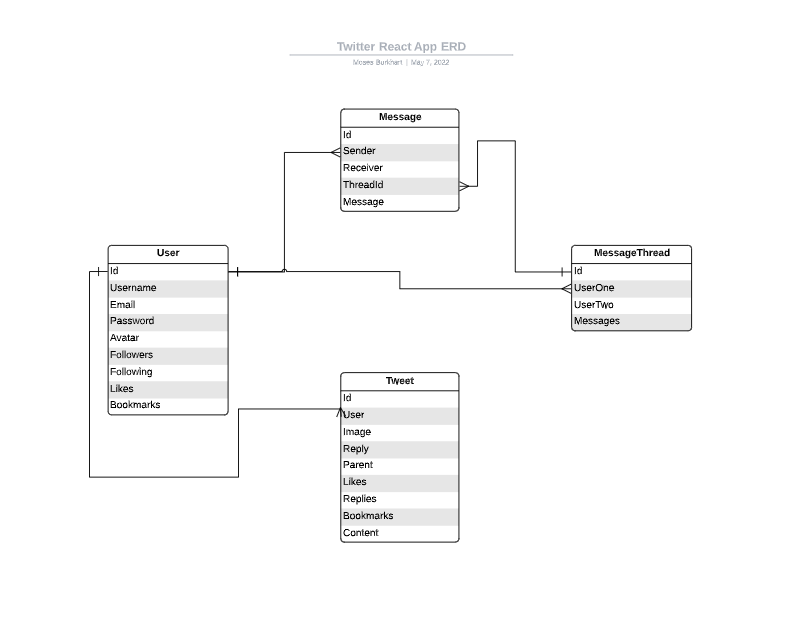 Twitter React App ERD
Moses Burkhart | May 7, 2022
Message
Id
Sender
Receiver
ThreadId
Message
User
Id
Username
Email
Password
Avatar
Followers
Following
Likes
Bookmarks
MessageThread
Id
UserOne
UserTwo
Messages
Tweet
Id
User
Image
Reply
Parent
Likes
Replies
Bookmarks
Content